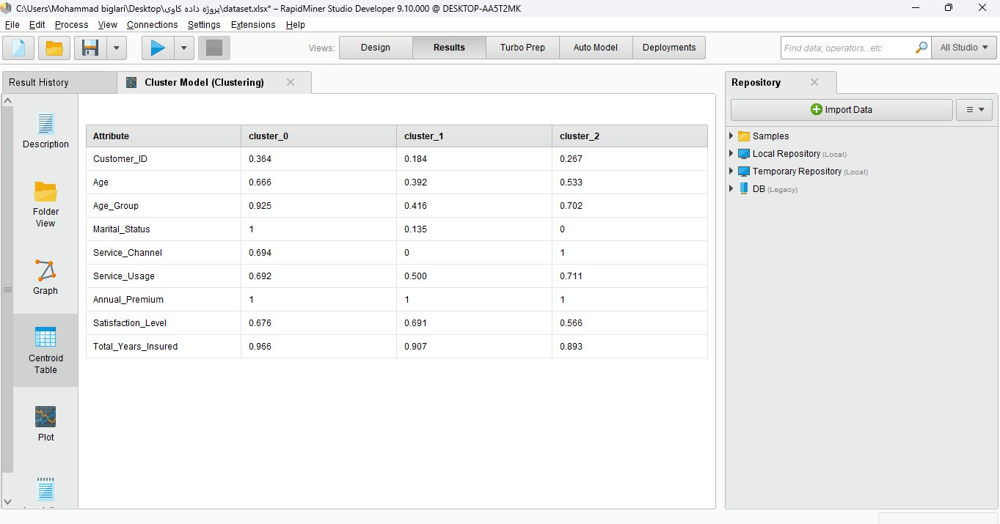 C:\Users\Mohammad biglari\Desktop\پروژه داده کاوی\dataset.xlsx* – RapidMiner Studio Developer 9.10.000 @ DESKTOP-AA5T2MK
File Edit Process View Connections Settings Extensions Help
Views: Design Results Turbo Prep Auto Model Deployments Find data, operators...etc All Studio
Result History Cluster Model (Clustering) Repository
Import Data
Description
Folder View
Graph
Centroid Table
Plot
Attribute cluster_0 cluster_1 cluster_2
Customer_ID 0.364 0.184 0.267
Age 0.666 0.392 0.533
Age_Group 0.925 0.416 0.702
Marital_Status 1 0.135 0
Service_Channel 0.694 0 1
Service_Usage 0.692 0.500 0.711
Annual_Premium 1 1 1
Satisfaction_Level 0.676 0.691 0.566
Total_Years_Insured 0.966 0.907 0.893
Samples
Local Repository (Local)
Temporary Repository (Local)
DB (Legacy)